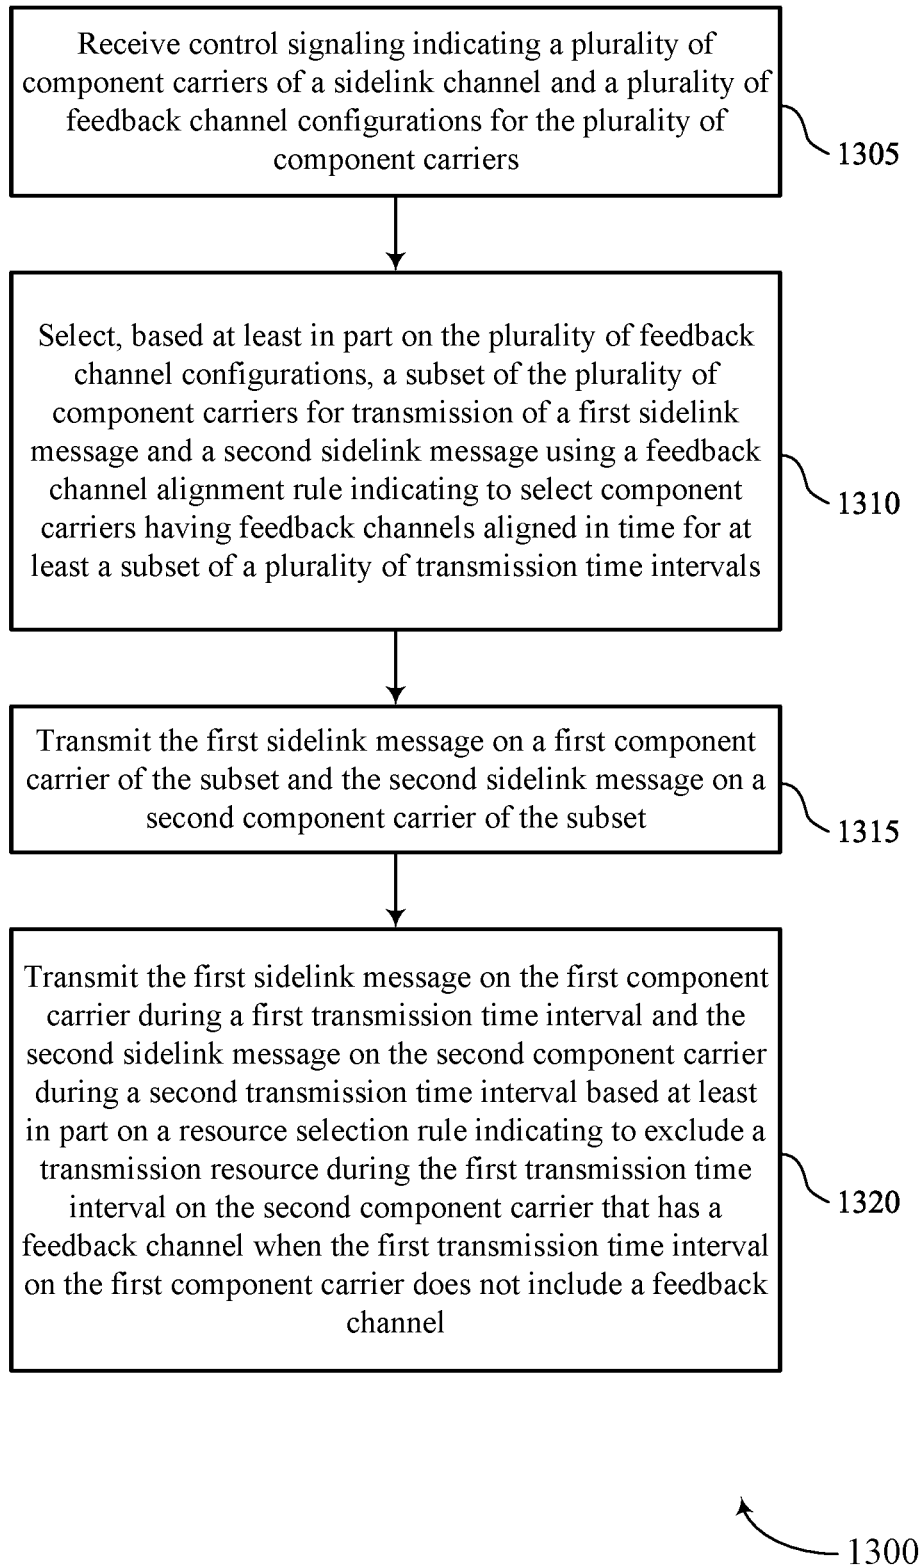 Receive control signaling indicating a plurality of
component carriers of a sidelink channel and a plurality of
feedback channel configurations for the plurality of
component carriers
1305
Select, based at least in part on the plurality of feedback
channel configurations, a subset of the plurality of
component carriers for transmission of a first sidelink
message and a second sidelink message using a feedback
channel alignment rule indicating to select component
carriers having feedback channels aligned in time for at
least a subset of a plurality of transmission time intervals
1310
Transmit the first sidelink message on a first component
carrier of the subset and the second sidelink message on a
second component carrier of the subset
1315
Transmit the first sidelink message on the first component
carrier during a first transmission time interval and the
second sidelink message on the second component carrier
during a second transmission time interval based at least
in part on a resource selection rule indicating to exclude a
transmission resource during the first transmission time
interval on the second component carrier that has a
feedback channel when the first transmission time interval
on the first component carrier does not include a feedback
channel
1320
1300